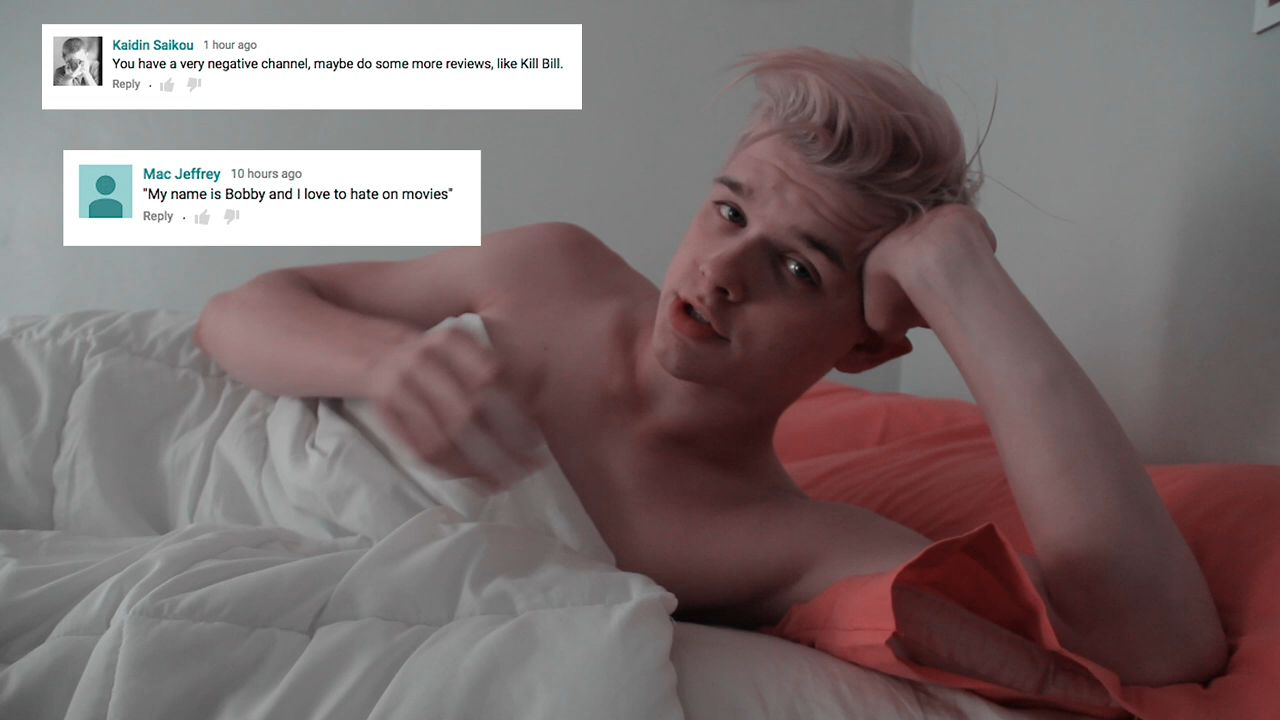 Kaidin Saikou 1 hour ago
You have a very negative channel, maybe do some more reviews, like Kill Bill.
Reply ·
Mac Jeffrey 10 hours ago
"My name is Bobby and I love to hate on movies"
Reply ·